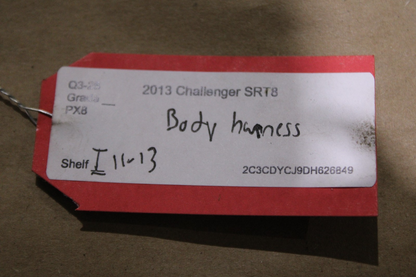 Q3-25
2013 Challenger SRT8
Grade __
PX8
Body harness
Shelf I 11-13
2C3CDYCJ9DH626849